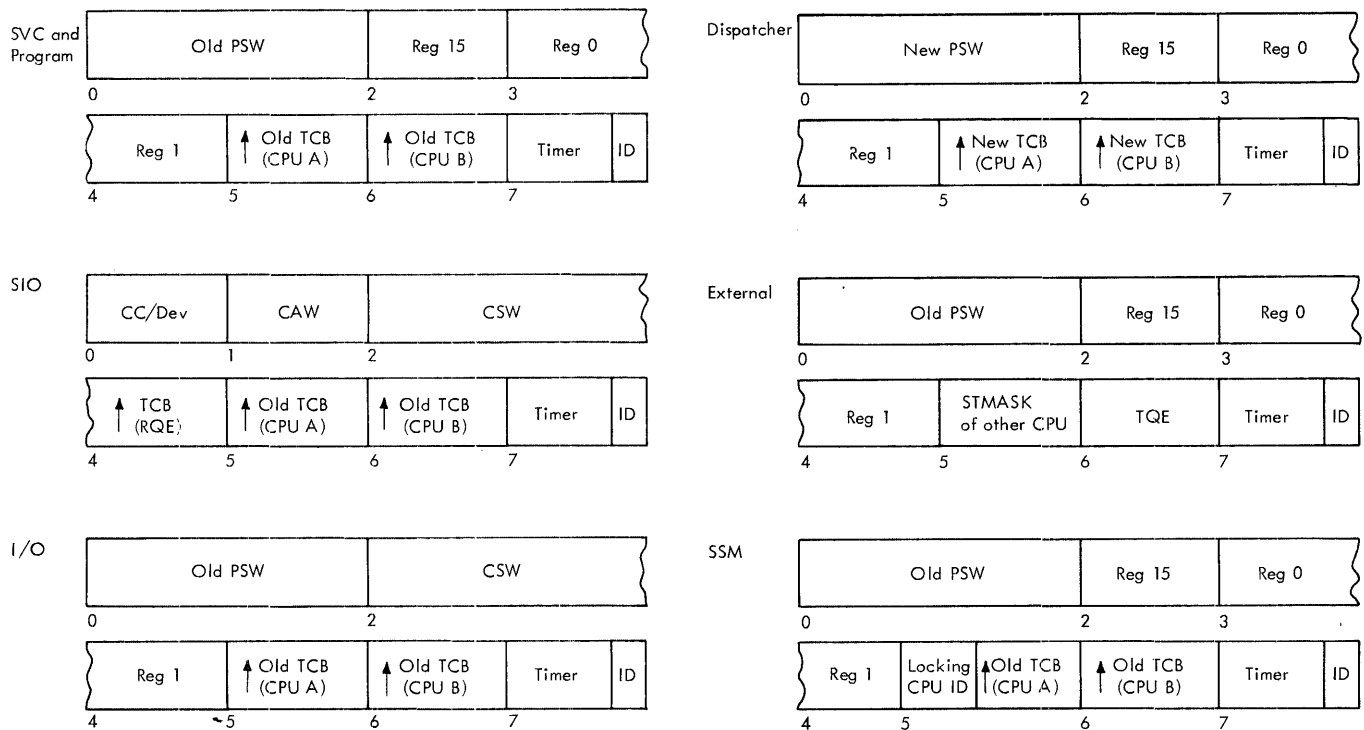 SVC and
Program
Old PSW
Reg 15
Reg 0
0
2
3
Reg 1
Old TCB
(CPU A)
Old TCB
(CPU B)
Timer
ID
4
5
6
7
Dispatcher
New PSW
Reg 15
Reg 0
0
2
3
Reg 1
New TCB
(CPU A)
New TCB
(CPU B)
Timer
ID
4
5
6
7
SIO
CC/Dev
CAW
CSW
0
1
2
TCB
(RQE)
Old TCB
(CPU A)
Old TCB
(CPU B)
Timer
ID
4
5
6
7
External
Old PSW
Reg 15
Reg 0
0
2
3
Reg 1
STMASK
of other CPU
TQE
Timer
ID
4
5
6
7
I/O
Old PSW
CSW
0
2
Reg 1
Old TCB
(CPU A)
Old TCB
(CPU B)
Timer
ID
4
5
6
7
SSM
Old PSW
Reg 15
Reg 0
0
2
3
Reg 1
Locking
CPU ID
Old TCB
(CPU A)
Old TCB
(CPU B)
Timer
ID
4
5
6
7